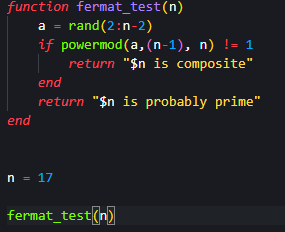 function fermat_test(n)
    a = rand(2:n-2)
    if powermod(a,(n-1), n) != 1
        return "$n is composite"
    end
    return "$n is probably prime"
end
n = 17
fermat_test(n)